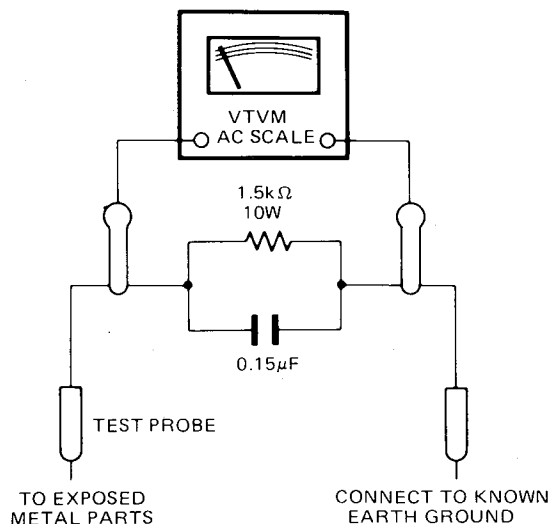 VTVM
AC SCALE
1.5kΩ
10W
0.15µF
TEST PROBE
TO EXPOSED
METAL PARTS
CONNECT TO KNOWN
EARTH GROUND